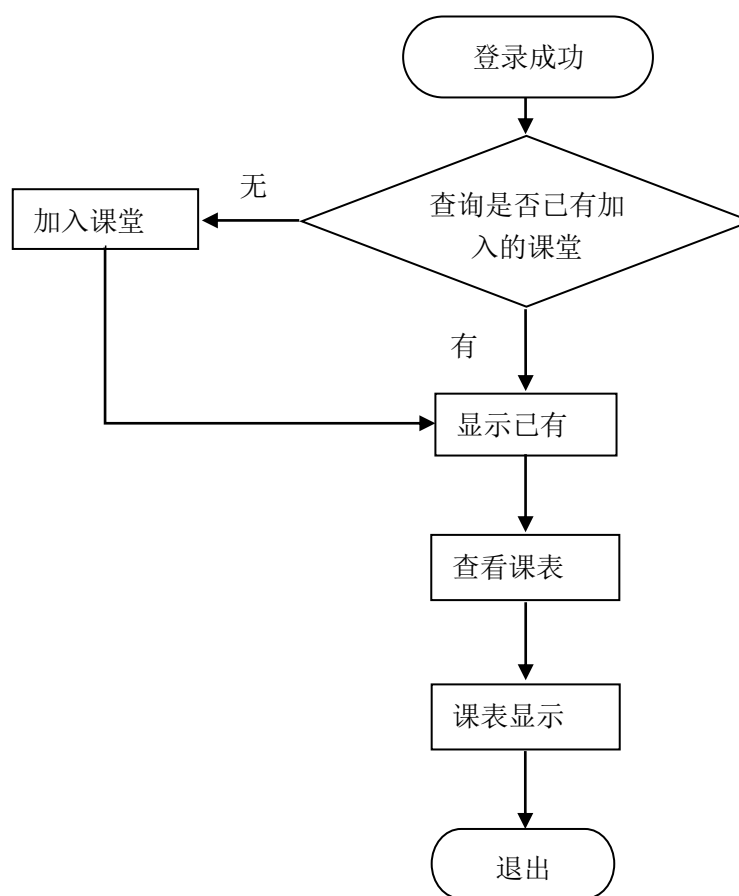 登录成功
无
加入课堂
查询是否已有加
入的课堂
有
显示已有
查看课表
课表显示
退出